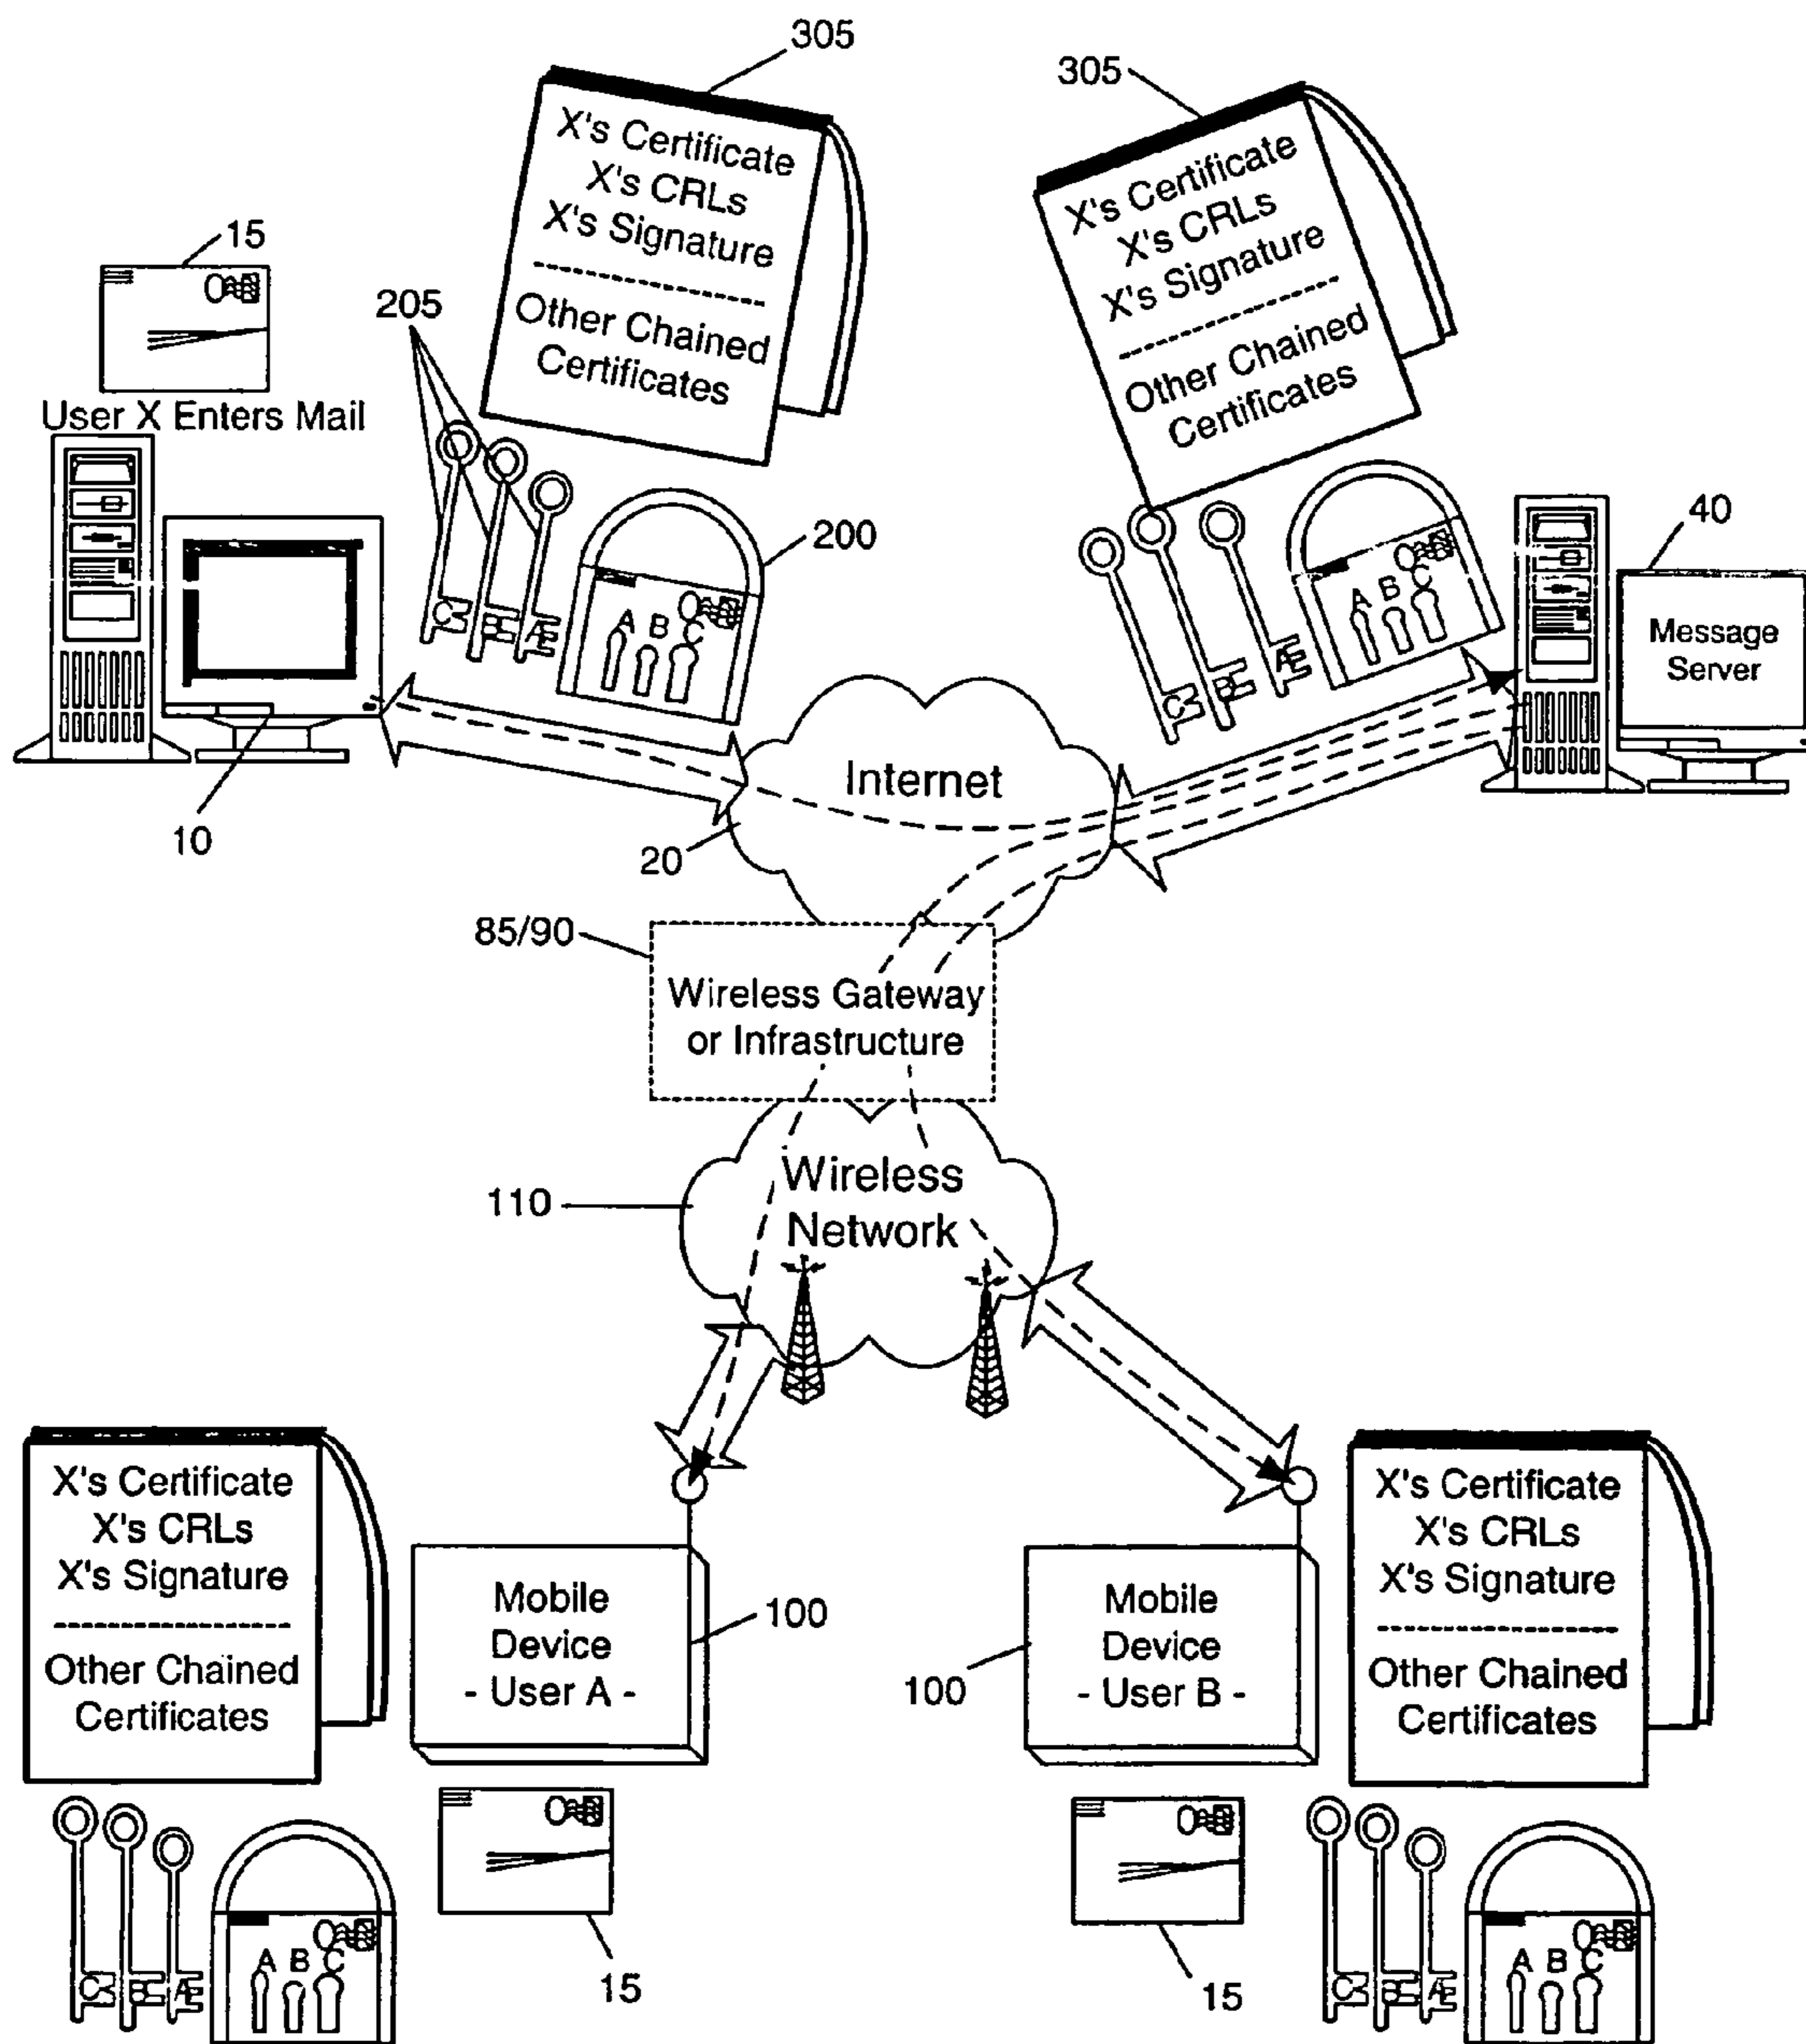 305
305
X's Certificate
X's CRLs
X's Signature
Other Chained
Certificates
X's Certificate
X's CRLs
X's Signature
Other Chained
Certificates
15
205
User X Enters Mail
200
40
C
B
A
A B C
C
B
A
A B C
Message
Server
10
Internet
20
85/90
Wireless Gateway
or Infrastructure
110
Wireless
Network
X's Certificate
X's CRLs
X's Signature
Other Chained
Certificates
Mobile
Device
- User A -
100
Mobile
Device
- User B -
100
X's Certificate
X's CRLs
X's Signature
Other Chained
Certificates
C
B
A
A B C
15
15
C
B
A
A B C